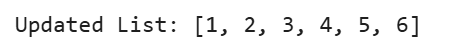 Updated List: [1, 2, 3, 4, 5, 6]